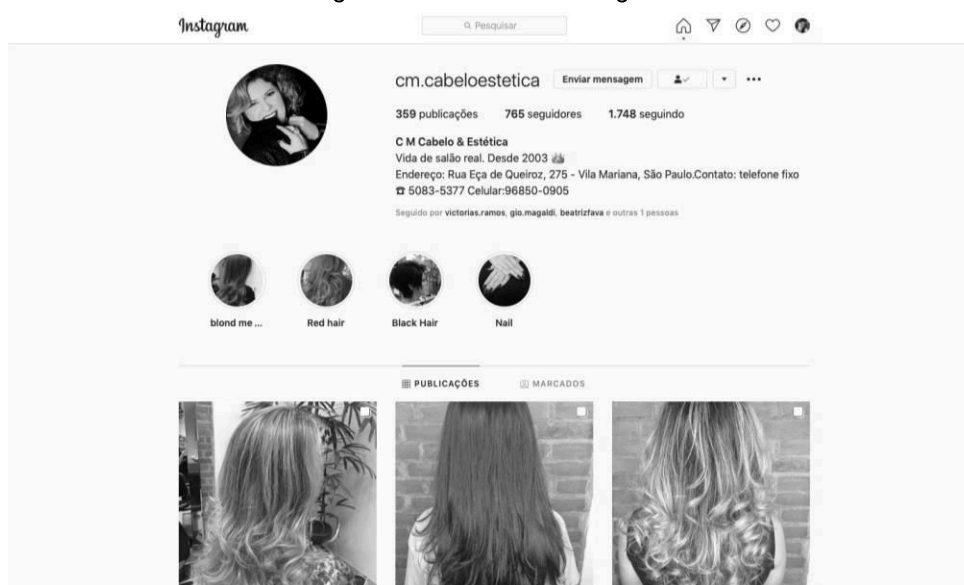 Instagram
Pesquisar
cm.cabeloestetica Enviar mensagem
359 publicações 765 seguidores 1.748 seguindo
C M Cabelo & Estética
Vida de salão real. Desde 2003
Endereço: Rua Eça de Queiroz, 275 - Vila Mariana, São Paulo.Contato: telefone fixo
☎ 5083-5377 Celular:96850-0905
Seguido por victorias.ramos, gio.magaldi, beatrizfava e outras 1 pessoas
blond me ... Red hair Black Hair Nail
PUBLICAÇÕES MARCADOS